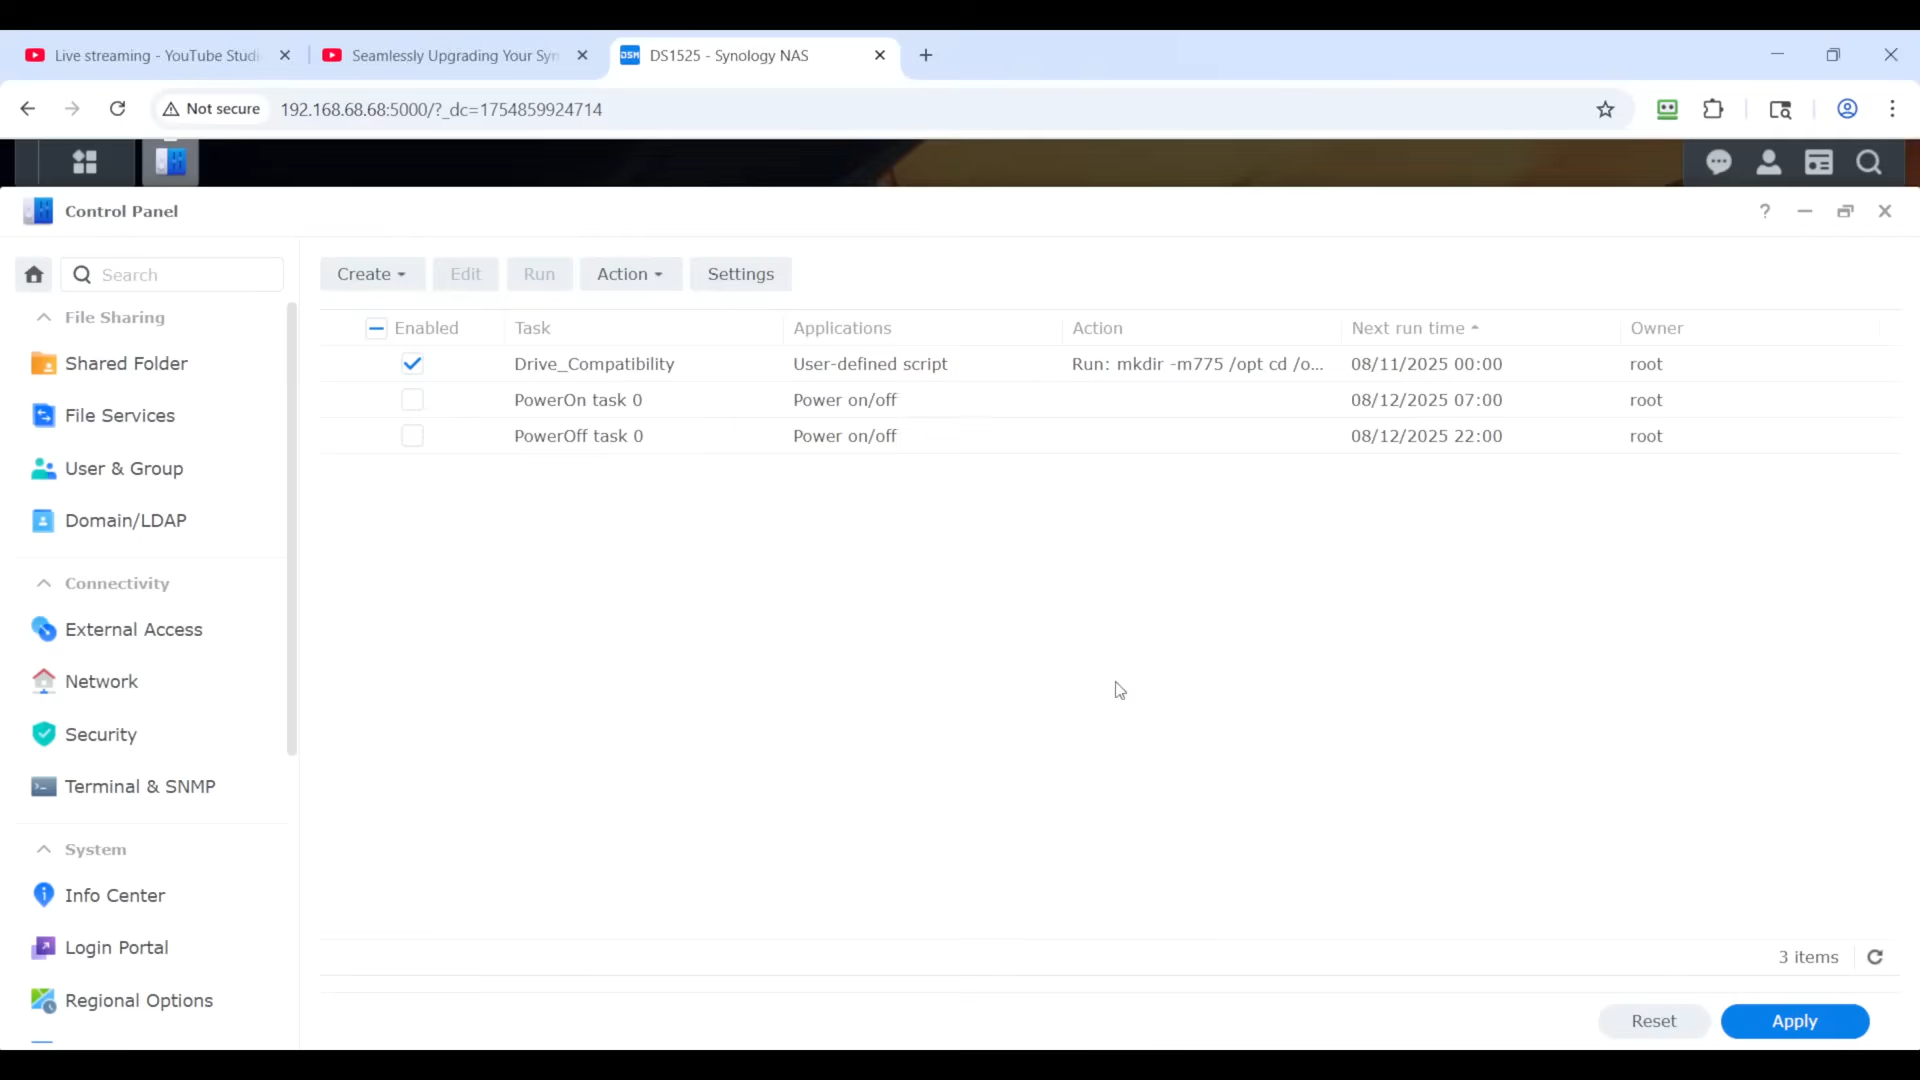 Live streaming - YouTube Studi
Seamlessly Upgrading Your Syn
DSM
DS1525 - Synology NAS
Not secure
192.168.68.68:5000/?_dc=1754859924714
Control Panel
?
Search
Create
Edit
Run
Action
Settings
Enabled
Task
Applications
Action
Next run time
Owner
Drive_Compatibility
User-defined script
Run: mkdir -m775 /opt cd /o...
08/11/2025 00:00
root
PowerOn task 0
Power on/off
08/12/2025 07:00
root
PowerOff task 0
Power on/off
08/12/2025 22:00
root
File Sharing
Shared Folder
File Services
User & Group
Domain/LDAP
Connectivity
External Access
Network
Security
Terminal & SNMP
System
Info Center
Login Portal
Regional Options
3 items
Reset
Apply